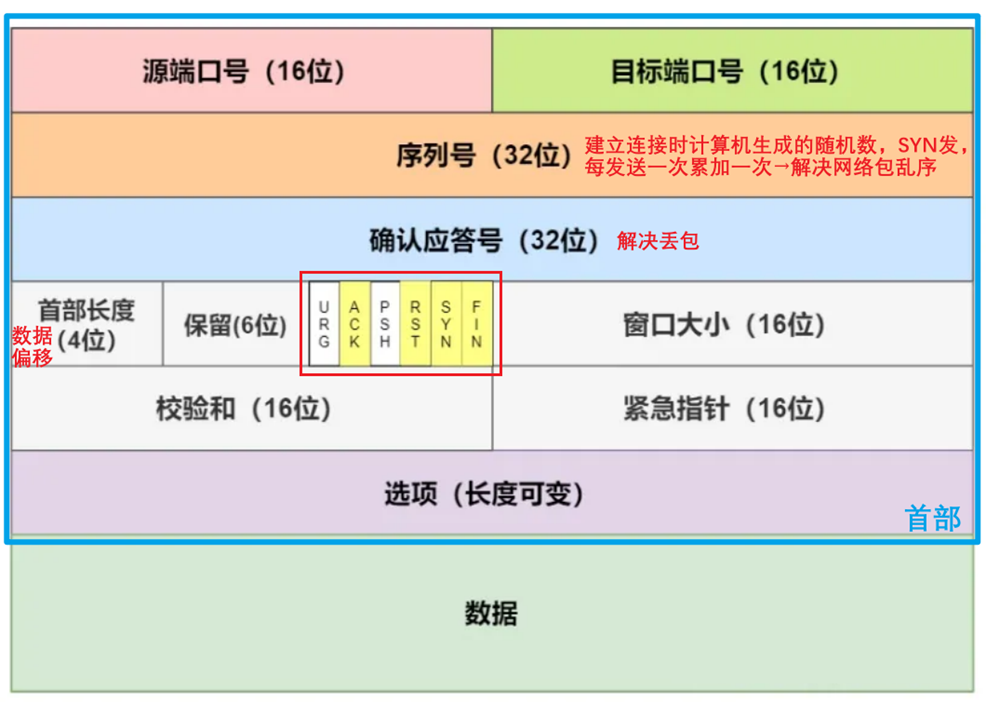 源端口号（16位）
目标端口号（16位）
序列号（32位）
建立连接时计算机生成的随机数，SYN发，
每发送一次累加一次→解决网络包乱序
确认应答号（32位）
解决丢包
首部长度
(4位)
数据
偏移
保留(6位)
URG
ACK
PSH
RST
SYN
FIN
窗口大小（16位）
校验和（16位）
紧急指针（16位）
选项（长度可变）
首部
数据